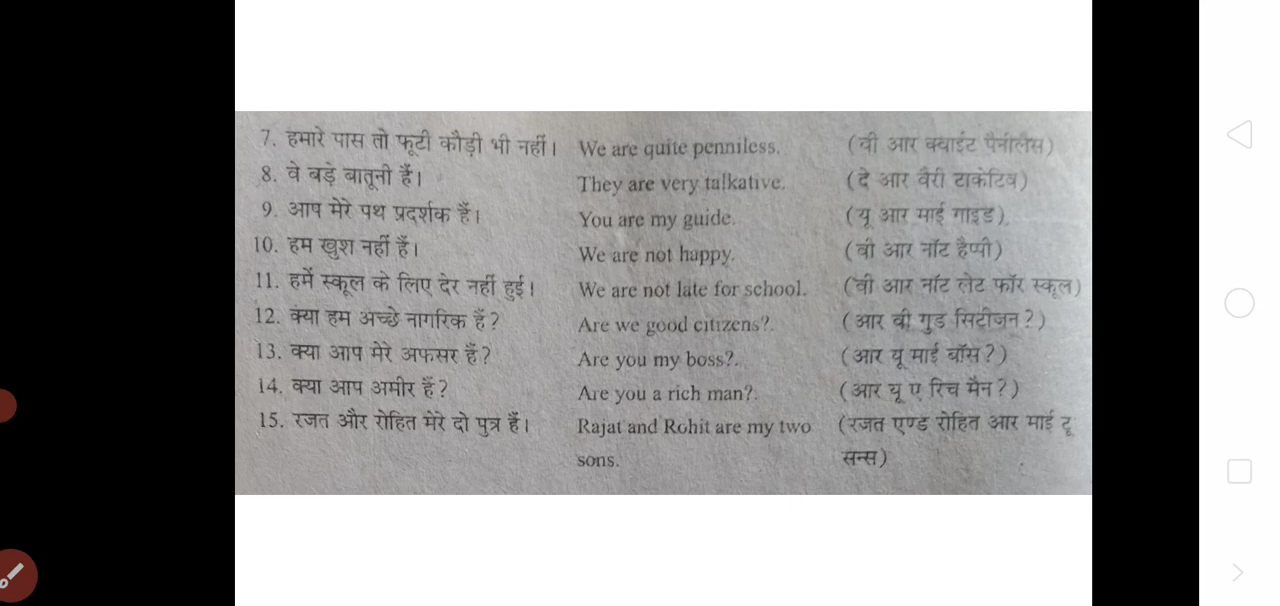 7. हमारे पास तो फूटी कौड़ी भी नहीं। We are quite penniless. (वी आर क्वाईट पैनीलैस)
8. वे बड़े बातूनी हैं। They are very talkative. (दे आर वैरी टाकेटिव)
9. आप मेरे पथ प्रदर्शक हैं। You are my guide. (यू आर माई गाइड)
10. हम खुश नहीं हैं। We are not happy. (वी आर नॉट हैप्पी)
11. हमें स्कूल के लिए देर नहीं हुई। We are not late for school. (वी आर नॉट लेट फॉर स्कूल)
12. क्या हम अच्छे नागरिक हैं? Are we good citizens?. (आर वी गुड सिटीजन?)
13. क्या आप मेरे अफसर हैं? Are you my boss?. (आर यू माई बॉस?)
14. क्या आप अमीर हैं? Are you a rich man?. (आर यू ए रिच मैन?)
15. रजत और रोहित मेरे दो पुत्र हैं। Rajat and Rohit are my two (रजत एण्ड रोहित आर माई टू
sons. सन्स)